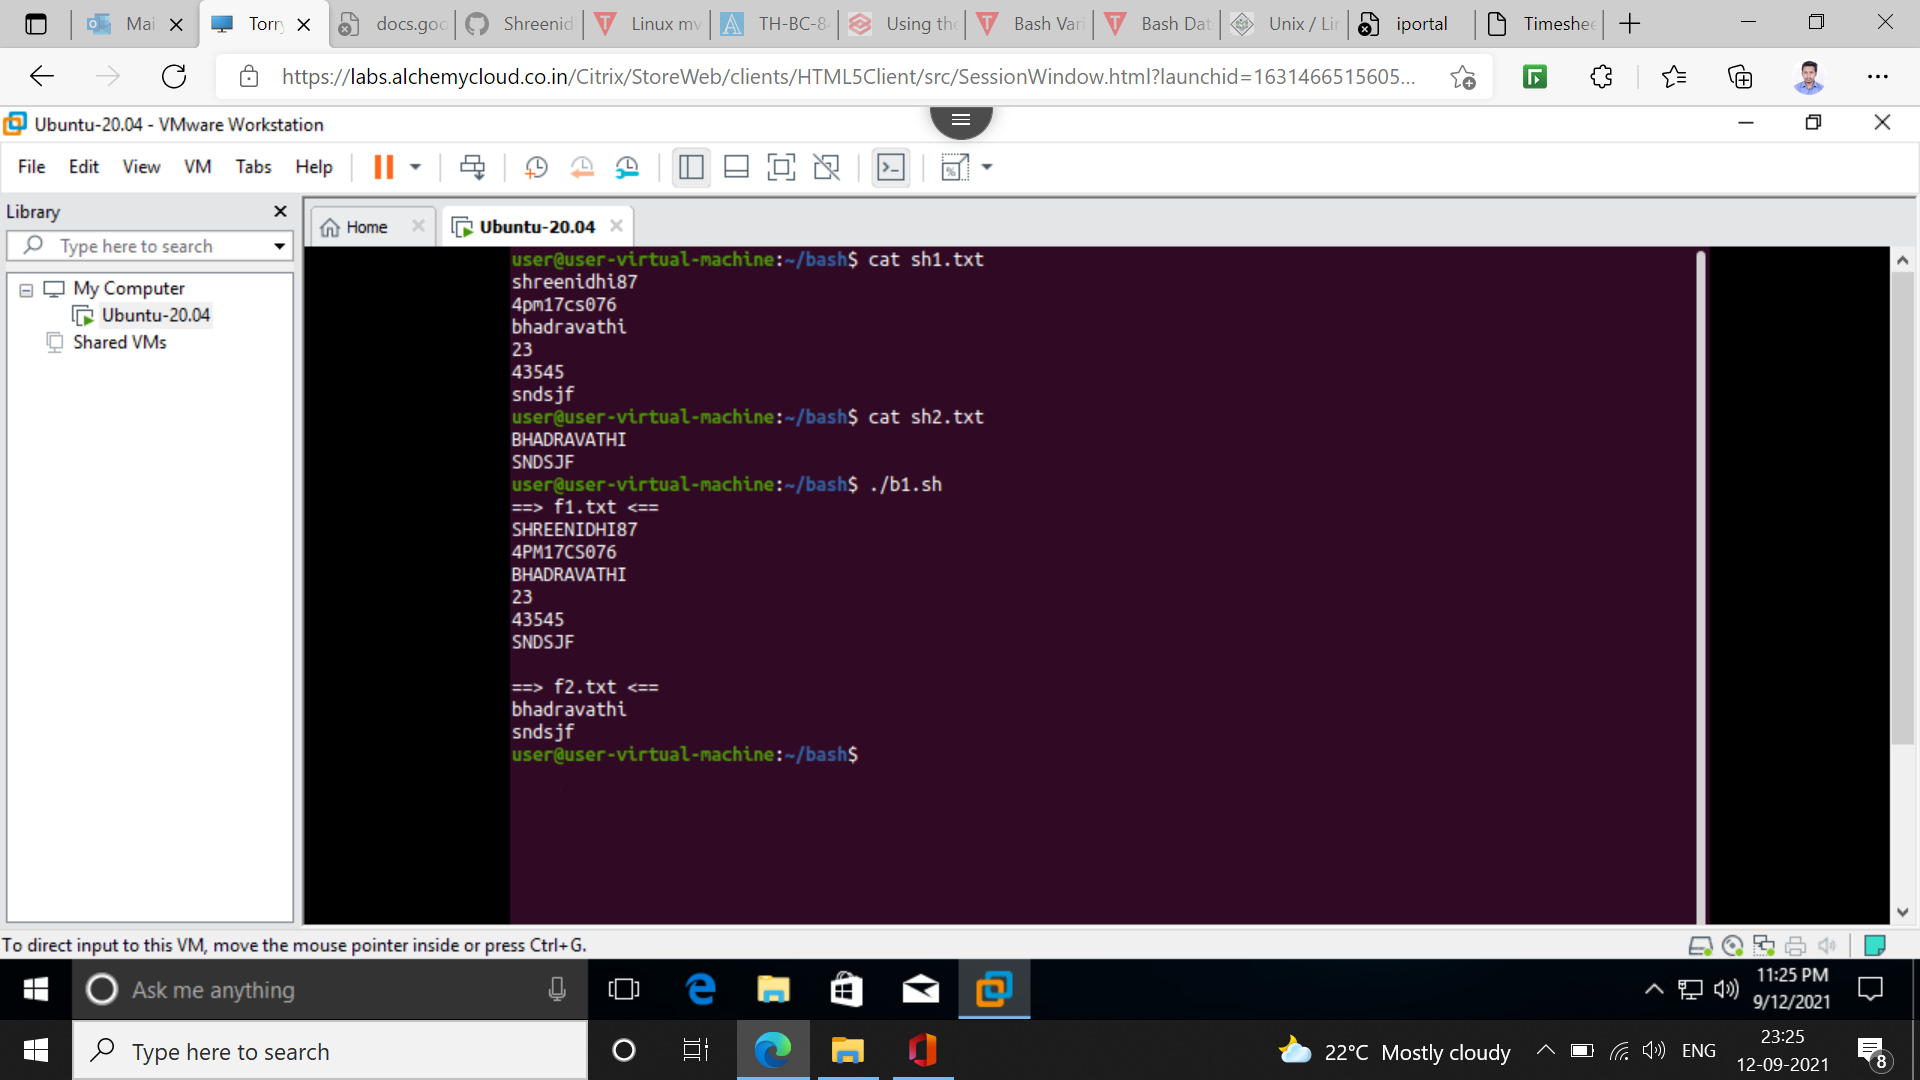 Mai
Torry
docs.goo
Shreenid
Linux mv
TH-BC-84
Using the
Bash Vari
Bash Dat
Unix / Lin
iportal
Timeshee
https://labs.alchemycloud.co.in/Citrix/StoreWeb/clients/HTML5Client/src/SessionWindow.html?launchid=1631466515605...
Ubuntu-20.04 - VMware Workstation
File Edit View VM Tabs Help
Library
Type here to search
My Computer
Ubuntu-20.04
Shared VMs
Home
Ubuntu-20.04
user@user-virtual-machine:~/bash$ cat sh1.txt
shreenidhi87
4pm17cs076
bhadravathi
23
43545
sndsjf
user@user-virtual-machine:~/bash$ cat sh2.txt
BHADRAVATHI
SNDSJF
user@user-virtual-machine:~/bash$ ./b1.sh
==> f1.txt <==
SHREENIDHI87
4PM17CS076
BHADRAVATHI
23
43545
SNDSJF
==> f2.txt <==
bhadravathi
sndsjf
user@user-virtual-machine:~/bash$
To direct input to this VM, move the mouse pointer inside or press Ctrl+G.
Ask me anything
11:25 PM
9/12/2021
Type here to search
22°C Mostly cloudy
ENG
23:25
12-09-2021
8